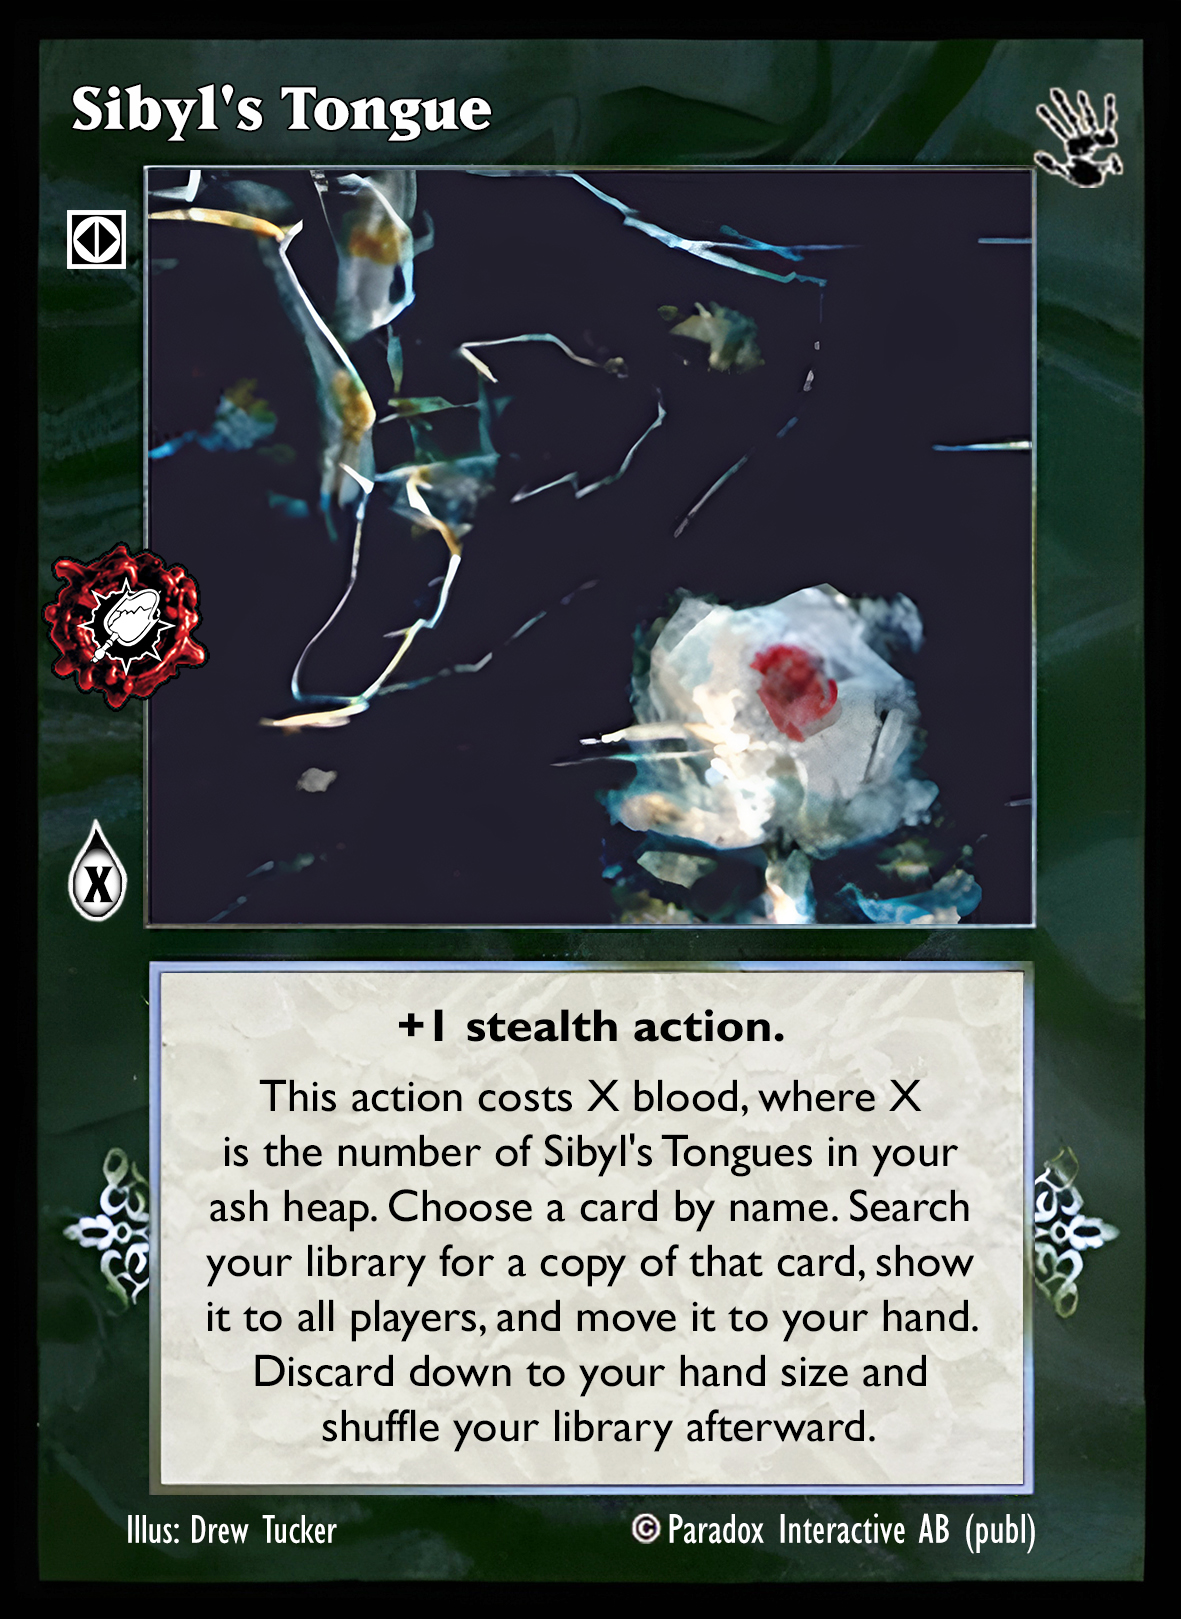 Sibyl's Tongue
X
+1 stealth action.
This action costs X blood, where X
is the number of Sibyl's Tongues in your
ash heap. Choose a card by name. Search
your library for a copy of that card, show
it to all players, and move it to your hand.
Discard down to your hand size and
shuffle your library afterward.
Illus: Drew Tucker
© Paradox Interactive AB (publ)